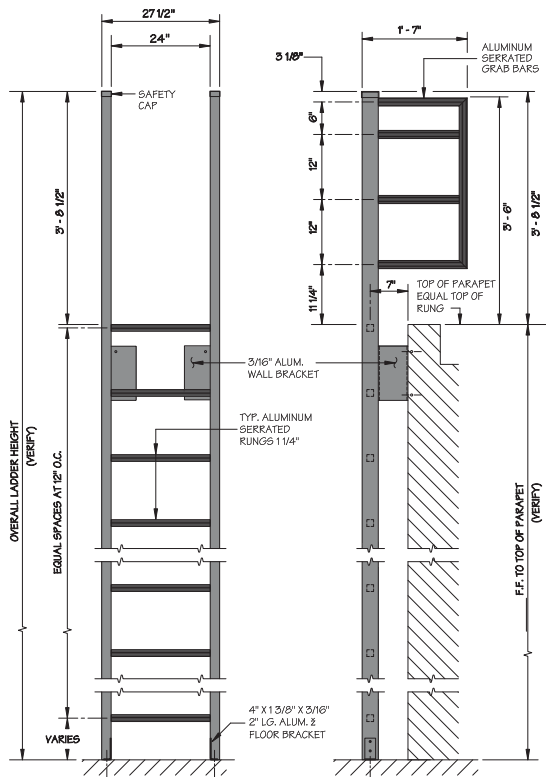 27 1/2"
24"
SAFETY
CAP
3' - 8 1/2"
OVERALL LADDER HEIGHT
(VERIFY)
EQUAL SPACES AT 12" O.C.
VARIES
3/16" ALUM.
WALL BRACKET
TYP. ALUMINUM
SERRATED
RUNGS 1 1/4"
4" X 1 3/8" X 3/16"
2" LG. ALUM. ℄
FLOOR BRACKET
1' - 7"
3 1/8"
ALUMINUM
SERRATED
GRAB BARS
6"
12"
12"
11 1/4"
7"
TOP OF PARAPET
EQUAL TOP OF
RUNG
3' - 6"
3' - 8 1/2"
F.F. TO TOP OF PARAPET
(VERIFY)